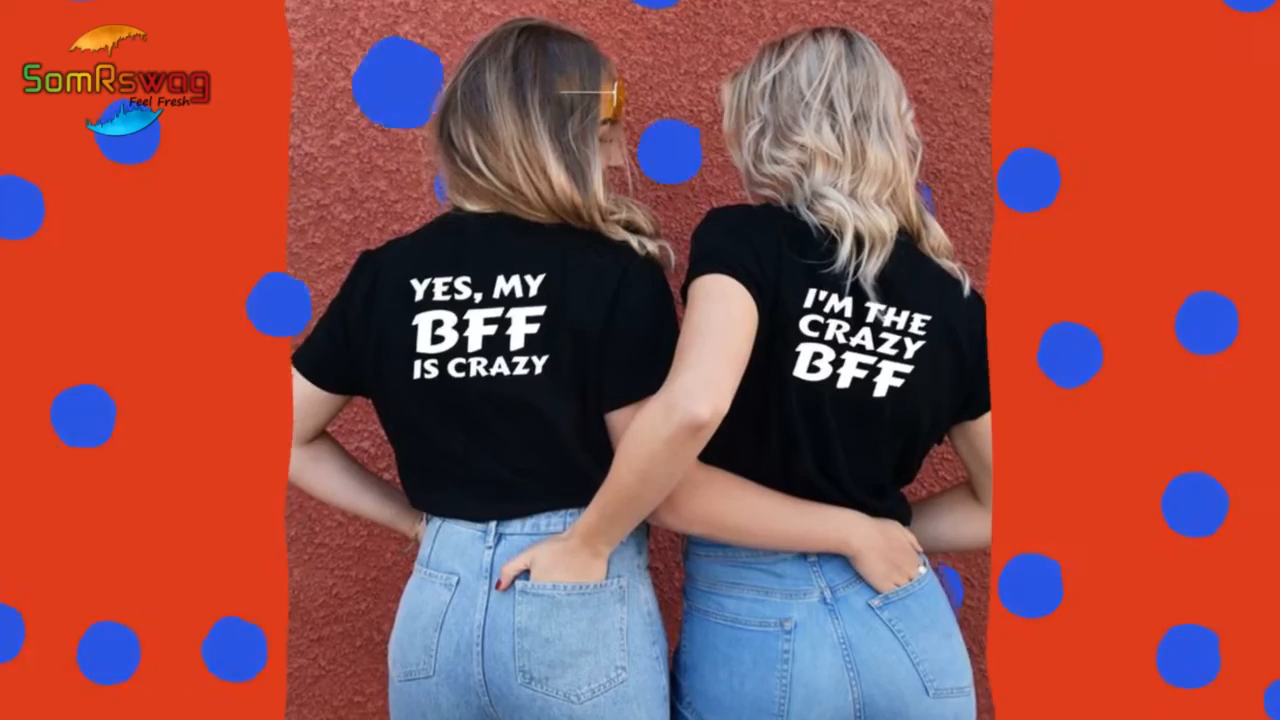 SomRswag
Feel Fresh
YES, MY
BFF
IS CRAZY
I'M THE
CRAZY
BFF